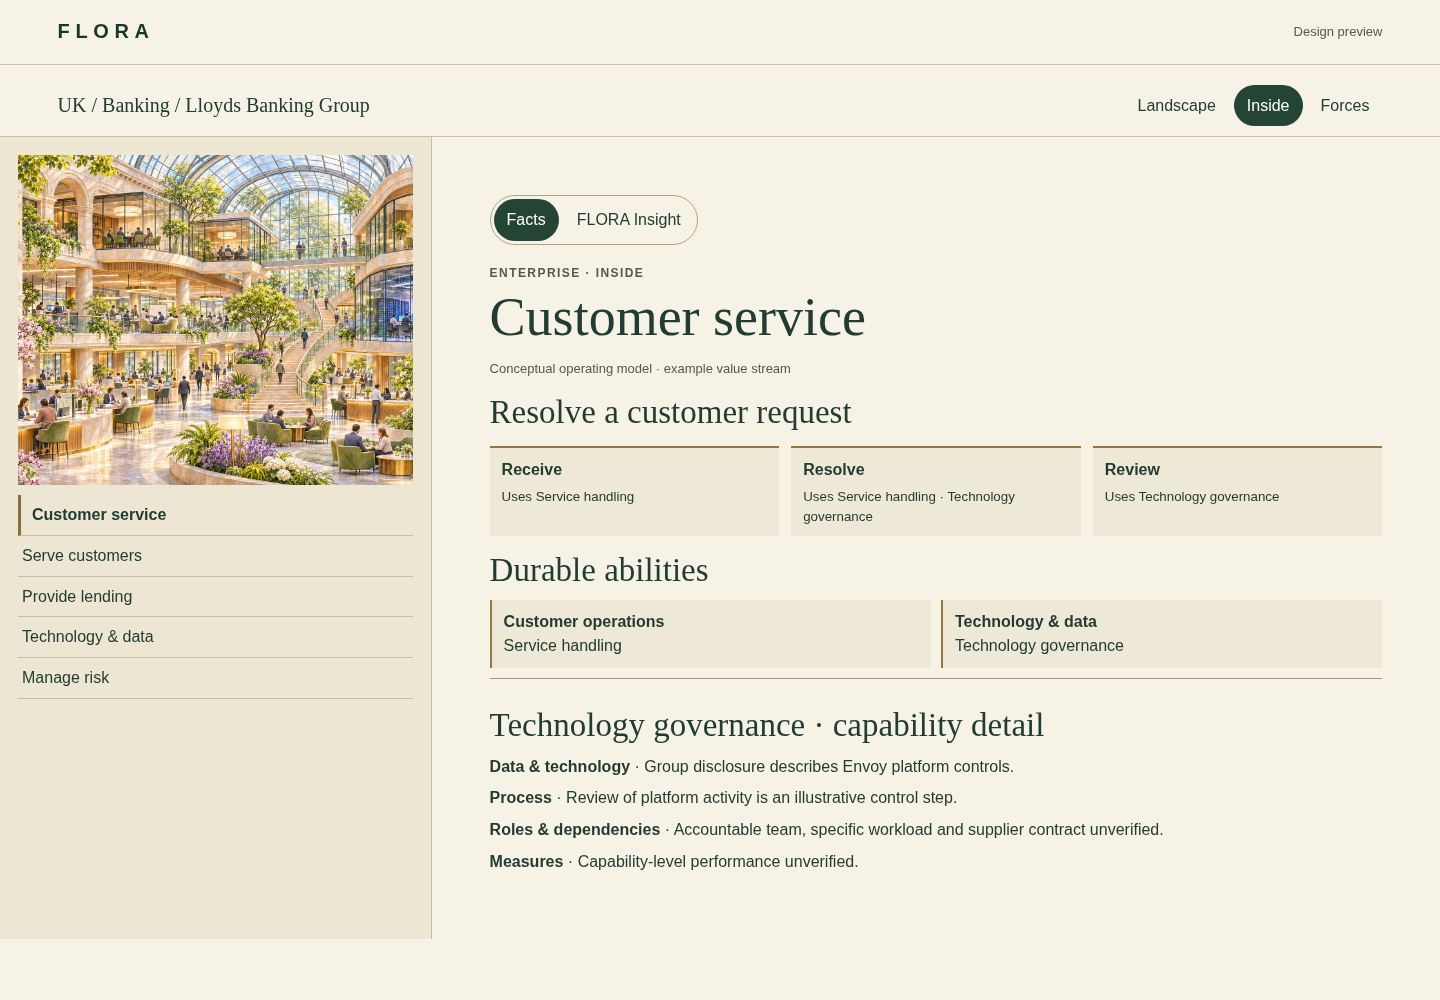 FLORA
Design preview
UK / Banking / Lloyds Banking Group
Landscape
Inside
Forces
Customer service
Serve customers
Provide lending
Technology & data
Manage risk
Facts
FLORA Insight
ENTERPRISE · INSIDE
Customer service
Conceptual operating model · example value stream
Resolve a customer request
Receive
Uses Service handling
Resolve
Uses Service handling · Technology
governance
Review
Uses Technology governance
Durable abilities
Customer operations
Service handling
Technology & data
Technology governance
Technology governance · capability detail
Data & technology · Group disclosure describes Envoy platform controls.
Process · Review of platform activity is an illustrative control step.
Roles & dependencies · Accountable team, specific workload and supplier contract unverified.
Measures · Capability-level performance unverified.